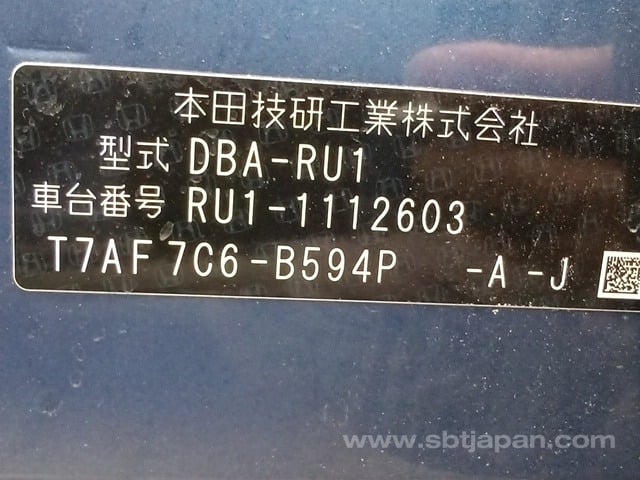 本田技研工業株式会社
型式 DBA-RU1
車台番号 RU1-1112603
T7AF7C6-B594P -A-J
www.sbtjapan.com